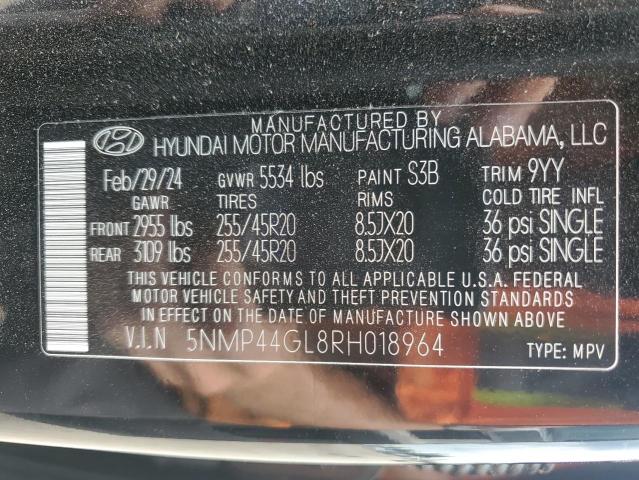 MANUFACTURED BY
HYUNDAI MOTOR MANUFACTURING ALABAMA, LLC
Feb/29/24 GVWR 5534 lbs PAINT S3B TRIM 9YY
GAWR TIRES RIMS COLD TIRE INFL
FRONT 2955 lbs 255/45R20 8.5JX20 36 psi SINGLE
REAR 3109 lbs 255/45R20 8.5JX20 36 psi SINGLE
THIS VEHICLE CONFORMS TO ALL APPLICABLE U.S.A. FEDERAL
MOTOR VEHICLE SAFETY AND THEFT PREVENTION STANDARDS
IN EFFECT ON THE DATE OF MANUFACTURE SHOWN ABOVE
V.I.N 5NMP44GL8RH018964 TYPE: MPV